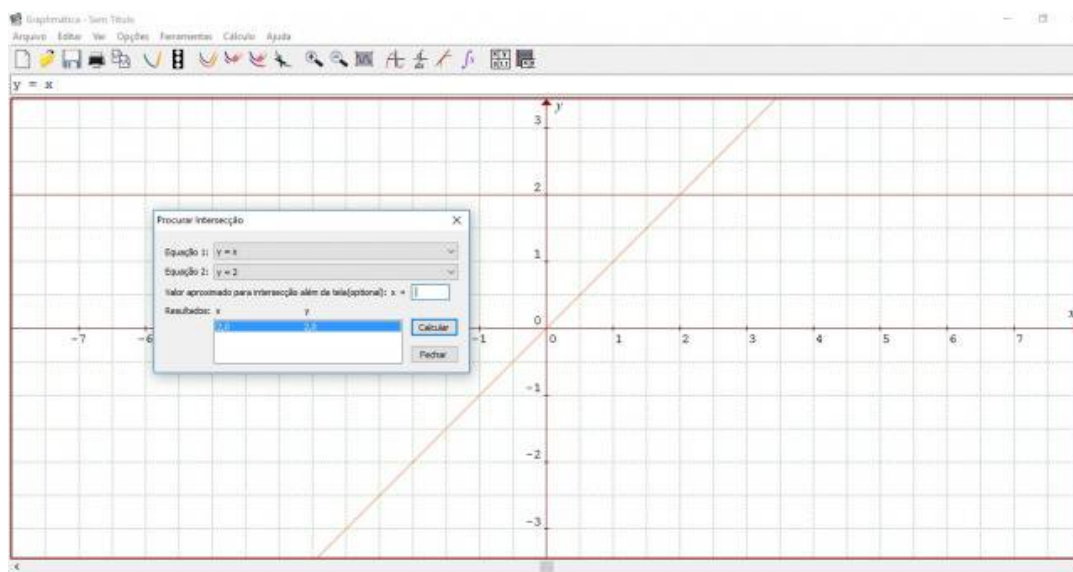 Graphmatica - Sem Título
Arquivo Editar Ver Opções Ferramentas Cálculo Ajuda
y = x
y
3
2
1
0
-1
-2
-3
x
-7 -6 -1 0 1 2 3 4 5 6 7
Procurar Intersecção
Equação 1: y = x
Equação 2: y = 2
Valor aproximado para intersecção além da tela(optional): x =
Resultados: x y
2,0 2,0
Calcular
Fechar